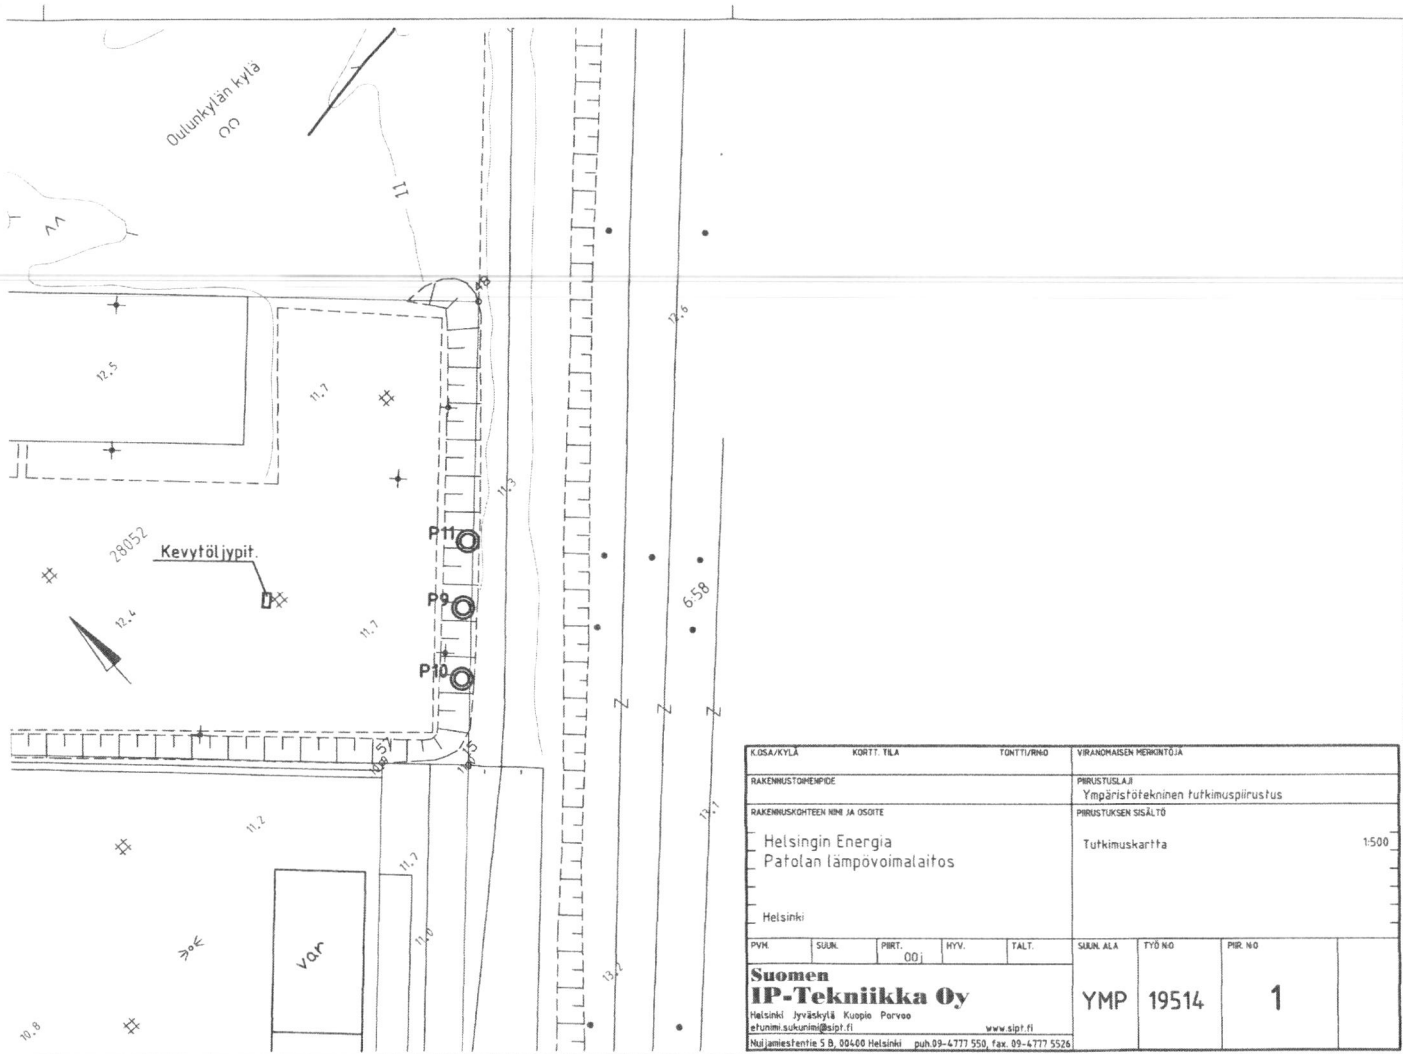 Oulunkylän kylä
11
48
12.6
12.5
11.7
11.3
28052
Kevytöljypit.
P11
P9
P10
12.4
11.7
6:58
57
15
13.1
11.2
11.7
11.0
var
13.2
10.8
K.OSA/KYLÄ KORTT. TILA TONTTI/RN:O VIRANOMAISEN MERKINTÖJÄ
RAKENNUSTOIMENPIDE PIIRUSTUSLAJI
Ympäristötekninen tutkimuspiirustus
RAKENNUSKOHTEEN NIMI JA OSOITE PIIRUSTUKSEN SISÄLTÖ
Helsingin Energia
Patolan lämpövoimalaitos
Tutkimuskartta 1:500
Helsinki
PVM. SUUN. PIIRT. HYV. TALT. SUUN. ALA TYÖ N:O PIIR. N:O
OOj
Suomen
IP-Tekniikka Oy
YMP 19514 1
Helsinki Jyväskylä Kuopio Porvoo
etunimi.sukunimi@sipt.fi www.sipt.fi
Nuijamiestentie 5 B, 00400 Helsinki puh.09-4777 550, fax. 09-4777 5526